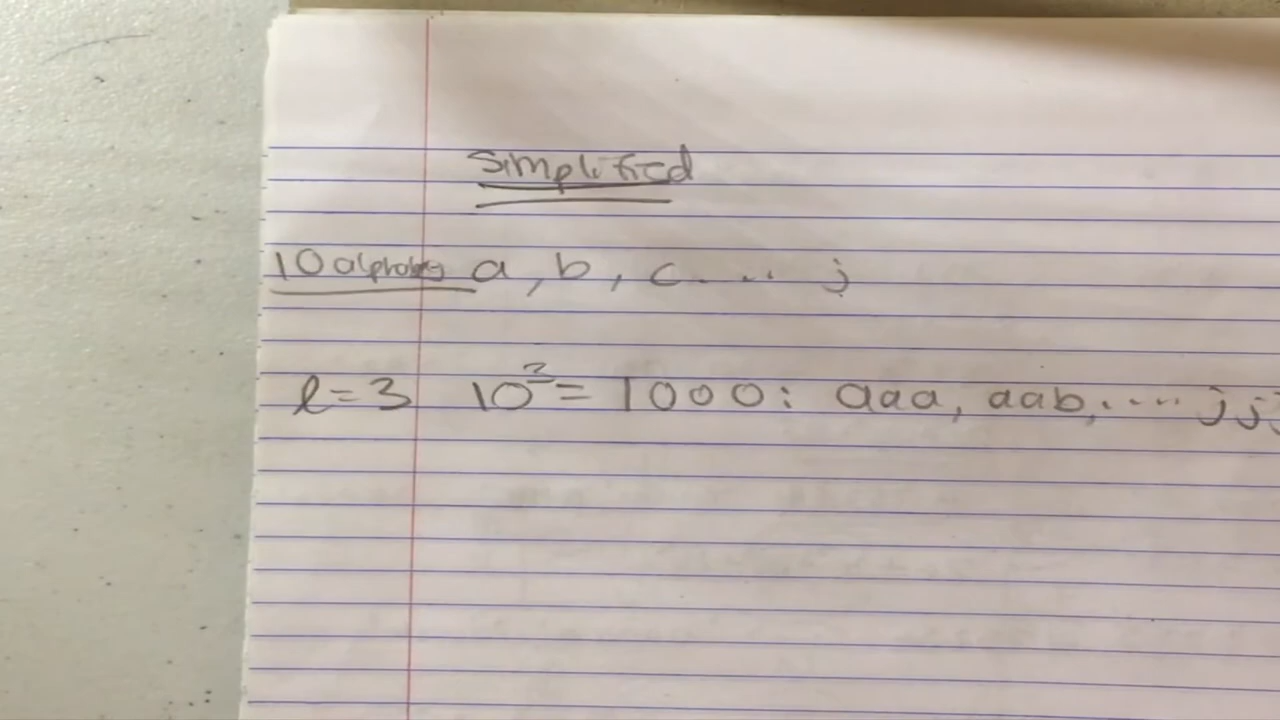 Simplified
10 alphabets a, b, c.... j
l=3 10³= 1000: aaa, aab,.... jjj